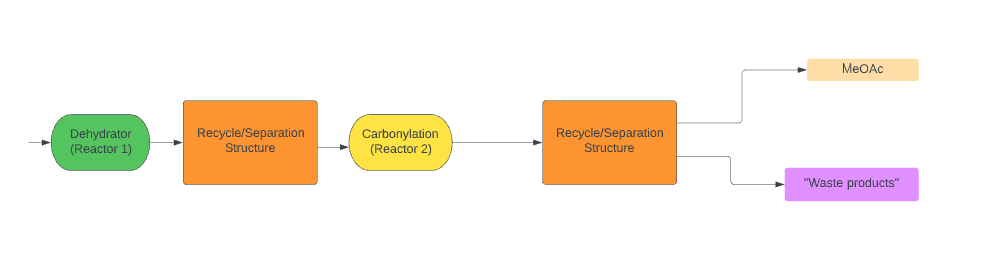 Dehydrator
(Reactor 1)
Recycle/Separation
Structure
Carbonylation
(Reactor 2)
Recycle/Separation
Structure
MeOAc
"Waste products"